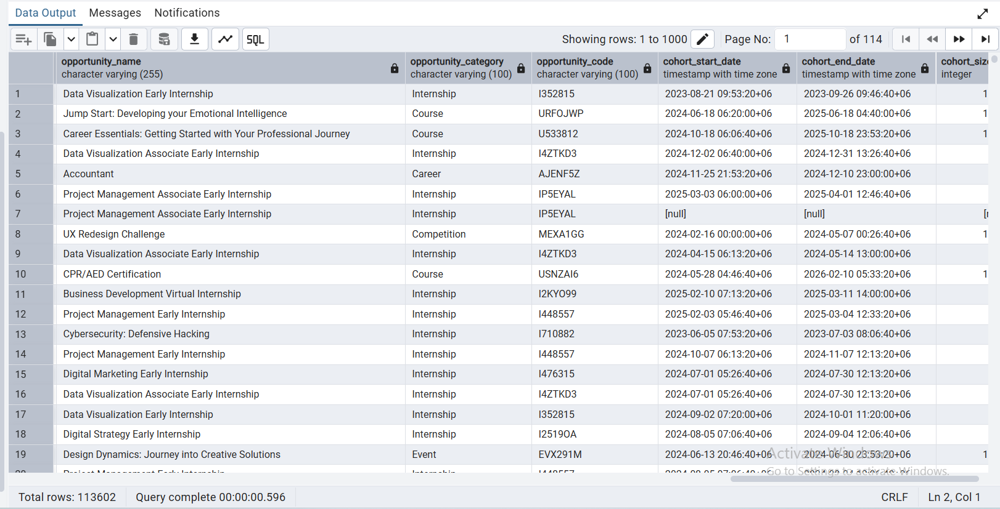 Data Output Messages Notifications
SQL Showing rows: 1 to 1000 Page No: 1 of 114
opportunity_name opportunity_category opportunity_code cohort_start_date cohort_end_date
character varying (255) character varying (100) character varying (100) timestamp with time zone timestamp with time zone integer
1 Data Visualization Early Internship Internship I352815 2023-08-21 09:53:20+06 2023-09-26 09:46:40+06 1
2 Jump Start: Developing your Emotional Intelligence Course URFOJWP 2024-06-18 06:20:00+06 2025-06-18 04:40:00+06 1
3 Career Essentials: Getting Started with Your Professional Journey Course U533812 2024-10-18 06:06:40+06 2025-10-18 23:53:20+06 1
4 Data Visualization Associate Early Internship Internship I4ZTKD3 2024-12-02 06:40:00+06 2024-12-31 13:26:40+06
5 Accountant Career AJENF5Z 2024-11-25 21:53:20+06 2024-12-10 23:00:00+06
6 Project Management Associate Early Internship Internship IP5EYAL 2025-03-03 06:00:00+06 2025-04-01 12:46:40+06
7 Project Management Associate Early Internship Internship IP5EYAL [null] [null]
8 UX Redesign Challenge Competition MEXA1GG 2024-02-16 00:00:00+06 2024-05-07 00:26:40+06 1
9 Data Visualization Associate Early Internship Internship I4ZTKD3 2024-04-15 06:13:20+06 2024-05-14 13:00:00+06
10 CPR/AED Certification Course USNZAI6 2024-05-28 04:46:40+06 2026-02-10 05:33:20+06 1
11 Business Development Virtual Internship Internship I2KYO99 2025-02-10 07:13:20+06 2025-03-11 14:00:00+06
12 Project Management Early Internship Internship I448557 2025-02-03 05:46:40+06 2025-03-04 12:33:20+06
13 Cybersecurity: Defensive Hacking Internship I710882 2023-06-05 07:53:20+06 2023-07-03 08:06:40+06
14 Project Management Early Internship Internship I448557 2024-10-07 06:13:20+06 2024-11-07 12:13:20+06
15 Digital Marketing Early Internship Internship I476315 2024-07-01 05:26:40+06 2024-07-30 12:13:20+06
16 Data Visualization Associate Early Internship Internship I4ZTKD3 2024-07-01 05:26:40+06 2024-07-30 12:13:20+06
17 Data Visualization Early Internship Internship I352815 2024-09-02 07:20:00+06 2024-10-01 11:20:00+06
18 Digital Strategy Early Internship Internship I2519OA 2024-08-05 07:06:40+06 2024-09-04 12:06:40+06
19 Design Dynamics: Journey into Creative Solutions Event EVX291M 2024-06-13 20:46:40+06 2024-06-30 23:53:20+06 1
Activate Windows
Go to Settings to activate Windows.
Total rows: 113602 Query complete 00:00:00.596 CRLF Ln 2, Col 1